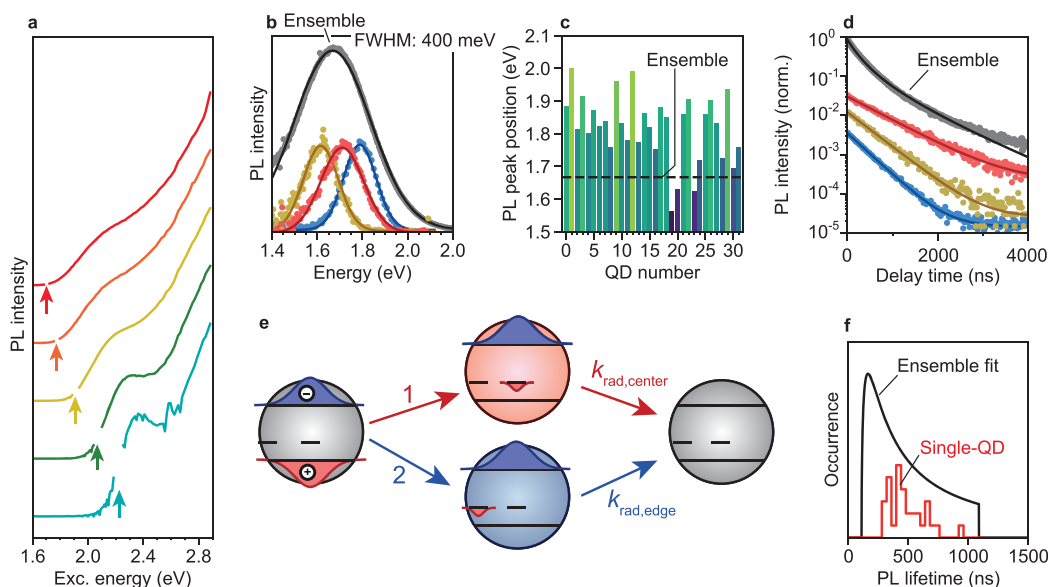 a
PL intensity
1.6 2.0 2.4 2.8
Exc. energy (eV)
b
Ensemble
FWHM: 400 meV
PL intensity
1.4 1.6 1.8 2.0 2.2
Energy (eV)
c
PL peak position (eV)
2.1
2.0
1.9
1.8
1.7
1.6
1.5
Ensemble
0 5 10 15 20 25 30
QD number
d
PL intensity (norm.)
10^0
10^-1
10^-2
10^-3
10^-4
10^-5
Ensemble
0 2000 4000
Delay time (ns)
e
−
+
1
2
k_rad,center
k_rad,edge
f
Occurrence
Ensemble fit
Single-QD
0 500 1000 1500
PL lifetime (ns)